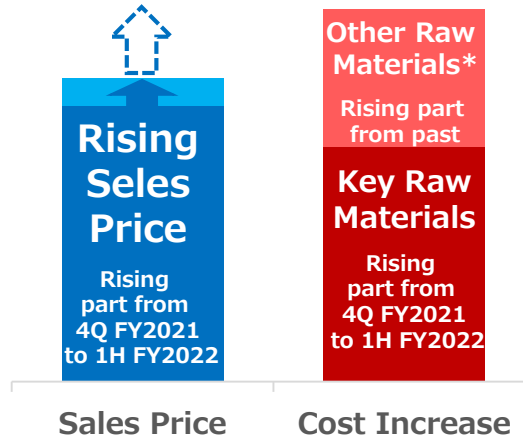 Rising
Seles
Price
Rising
part from
4Q FY2021
to 1H FY2022
Other Raw
Materials*
Rising part
from past
Key Raw
Materials
Rising
part from
4Q FY2021
to 1H FY2022
Sales Price
Cost Increase